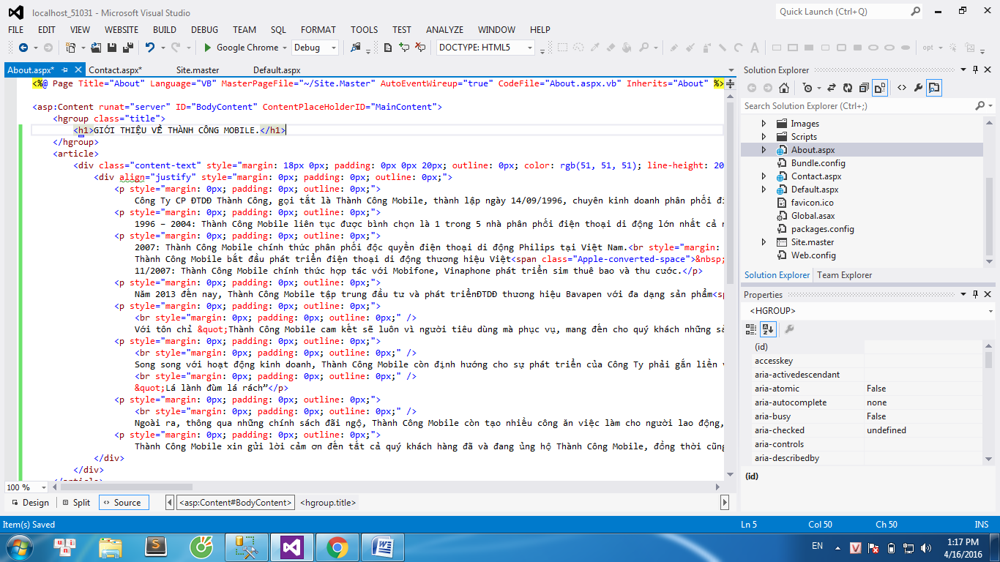 localhost_51031 - Microsoft Visual Studio
Quick Launch (Ctrl+Q)
FILE EDIT VIEW WEBSITE BUILD DEBUG TEAM SQL FORMAT TOOLS TEST ANALYZE WINDOW HELP
Google Chrome Debug DOCTYPE: HTML5 opt
About.aspx* Contact.aspx* Site.master Default.aspx
<%@ Page Title="About" Language="VB" MasterPageFile="~/Site.Master" AutoEventWireup="true" CodeFile="About.aspx.vb" Inherits="About" %>
<asp:Content runat="server" ID="BodyContent" ContentPlaceHolderID="MainContent">
<hgroup class="title">
<h1>GIỚI THIỆU VỀ THÀNH CÔNG MOBILE.</h1>
</hgroup>
<article>
<div class="content-text" style="margin: 18px 0px; padding: 0px 0px 20px; outline: 0px; color: rgb(51, 51, 51); line-height: 20
<div align="justify" style="margin: 0px; padding: 0px; outline: 0px;">
<p style="margin: 0px; padding: 0px; outline: 0px;">
Công Ty CP ĐTDĐ Thành Công, gọi tắt là Thành Công Mobile, thành lập ngày 14/09/1996, chuyên kinh doanh phân phối
<p style="margin: 0px; padding: 0px; outline: 0px;">
1996 – 2004: Thành Công Mobile liên tục được bình chọn là 1 trong 5 nhà phân phối điện thoại di động lớn nhất cả
<p style="margin: 0px; padding: 0px; outline: 0px;">
2007: Thành Công Mobile chính thức phân phối độc quyền điện thoại di động Philips tại Việt Nam.<br style="margin:
Thành Công Mobile bắt đầu phát triển điện thoại di động thương hiệu Việt<span class="Apple-converted-space">&nbsp;
11/2007: Thành Công Mobile chính thức hợp tác với Mobifone, Vinaphone phát triển sim thuê bao và thu cước.</p>
<p style="margin: 0px; padding: 0px; outline: 0px;">
Năm 2013 đến nay, Thành Công Mobile tập trung đầu tư và phát triểnĐTDĐ thương hiệu Bavapen với đa dạng sản phẩm<sp
<p style="margin: 0px; padding: 0px; outline: 0px;">
<br style="margin: 0px; padding: 0px; outline: 0px;" />
Với tôn chỉ &quot;Thành Công Mobile cam kết sẽ luôn vì người tiêu dùng mà phục vụ, mang đến cho quý khách những
<p style="margin: 0px; padding: 0px; outline: 0px;">
<br style="margin: 0px; padding: 0px; outline: 0px;" />
Song song với hoạt động kinh doanh, Thành Công Mobile còn định hướng cho sự phát triển của Công Ty phải gắn liền
<br style="margin: 0px; padding: 0px; outline: 0px;" />
&quot;Lá lành đùm lá rách”</p>
<p style="margin: 0px; padding: 0px; outline: 0px;">
<br style="margin: 0px; padding: 0px; outline: 0px;" />
Ngoài ra, thông qua những chính sách đãi ngộ, Thành Công Mobile còn tạo nhiều công ăn việc làm cho người lao động,
<p style="margin: 0px; padding: 0px; outline: 0px;">
Thành Công Mobile xin gửi lời cảm ơn đến tất cả quý khách hàng đã và đang ủng hộ Thành Công Mobile, đồng thời cũng
</div>
</div>
</article>
100 %
Design Split Source <asp:Content#BodyContent> <hgroup.title>
Solution Explorer
Search Solution Explorer (Ctrl+;)
Images
Scripts
About.aspx
Bundle.config
Contact.aspx
Default.aspx
favicon.ico
Global.asax
packages.config
Site.master
Web.config
Solution Explorer Team Explorer
Properties
<HGROUP>
(id)
accesskey
aria-activedescendant
aria-atomic False
aria-autocomplete none
aria-busy False
aria-checked undefined
aria-controls
aria-describedby
(id)
Item(s) Saved Ln 5 Col 50 Ch 50 INS
EN 1:17 PM
4/16/2016